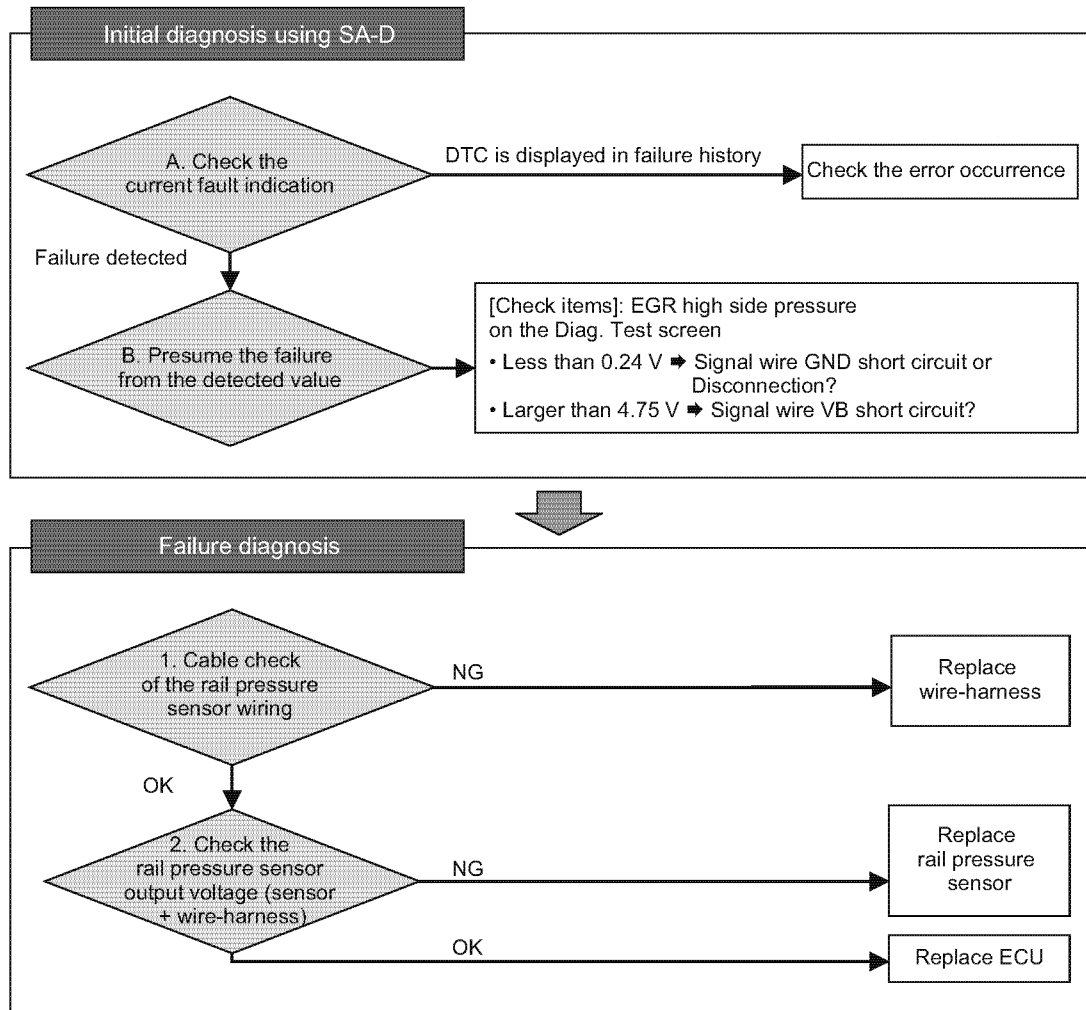 Initial diagnosis using SA-D
A. Check the
current fault indication
DTC is displayed in failure history
Check the error occurrence
Failure detected
B. Presume the failure
from the detected value
[Check items]: EGR high side pressure
on the Diag. Test screen
• Less than 0.24 V ➡ Signal wire GND short circuit or
Disconnection?
• Larger than 4.75 V ➡ Signal wire VB short circuit?
Failure diagnosis
1. Cable check
of the rail pressure
sensor wiring
NG
Replace
wire-harness
OK
2. Check the
rail pressure sensor
output voltage (sensor
+ wire-harness)
NG
Replace
rail pressure
sensor
OK
Replace ECU